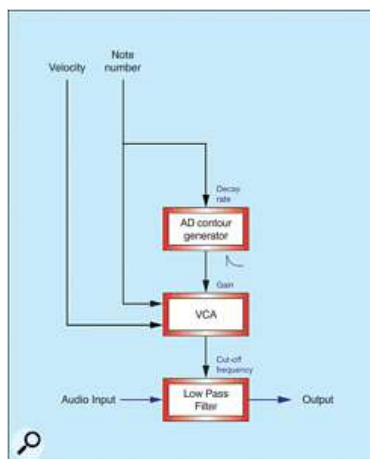 Velocity
Note
number
Decay
rate
AD contour
generator
Gain
VCA
Cut-off
frequency
Audio Input
Low Pass
Filter
Output